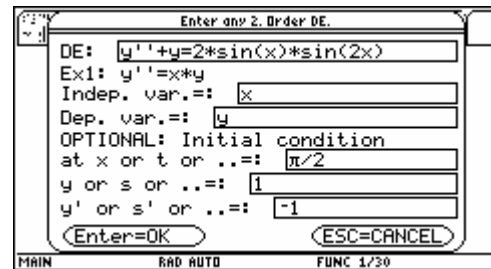 Enter any 2. Order DE.
DE: y''+y=2*sin(x)*sin(2x)
Ex1: y''=x*y
Indep. var.=: x
Dep. var.=: y
OPTIONAL: Initial condition
at x or t or ..=: π/2
y or s or ..=: 1
y' or s' or ..=: -1
Enter=OK ESC=CANCEL
MAIN RAD AUTO FUNC 1/30